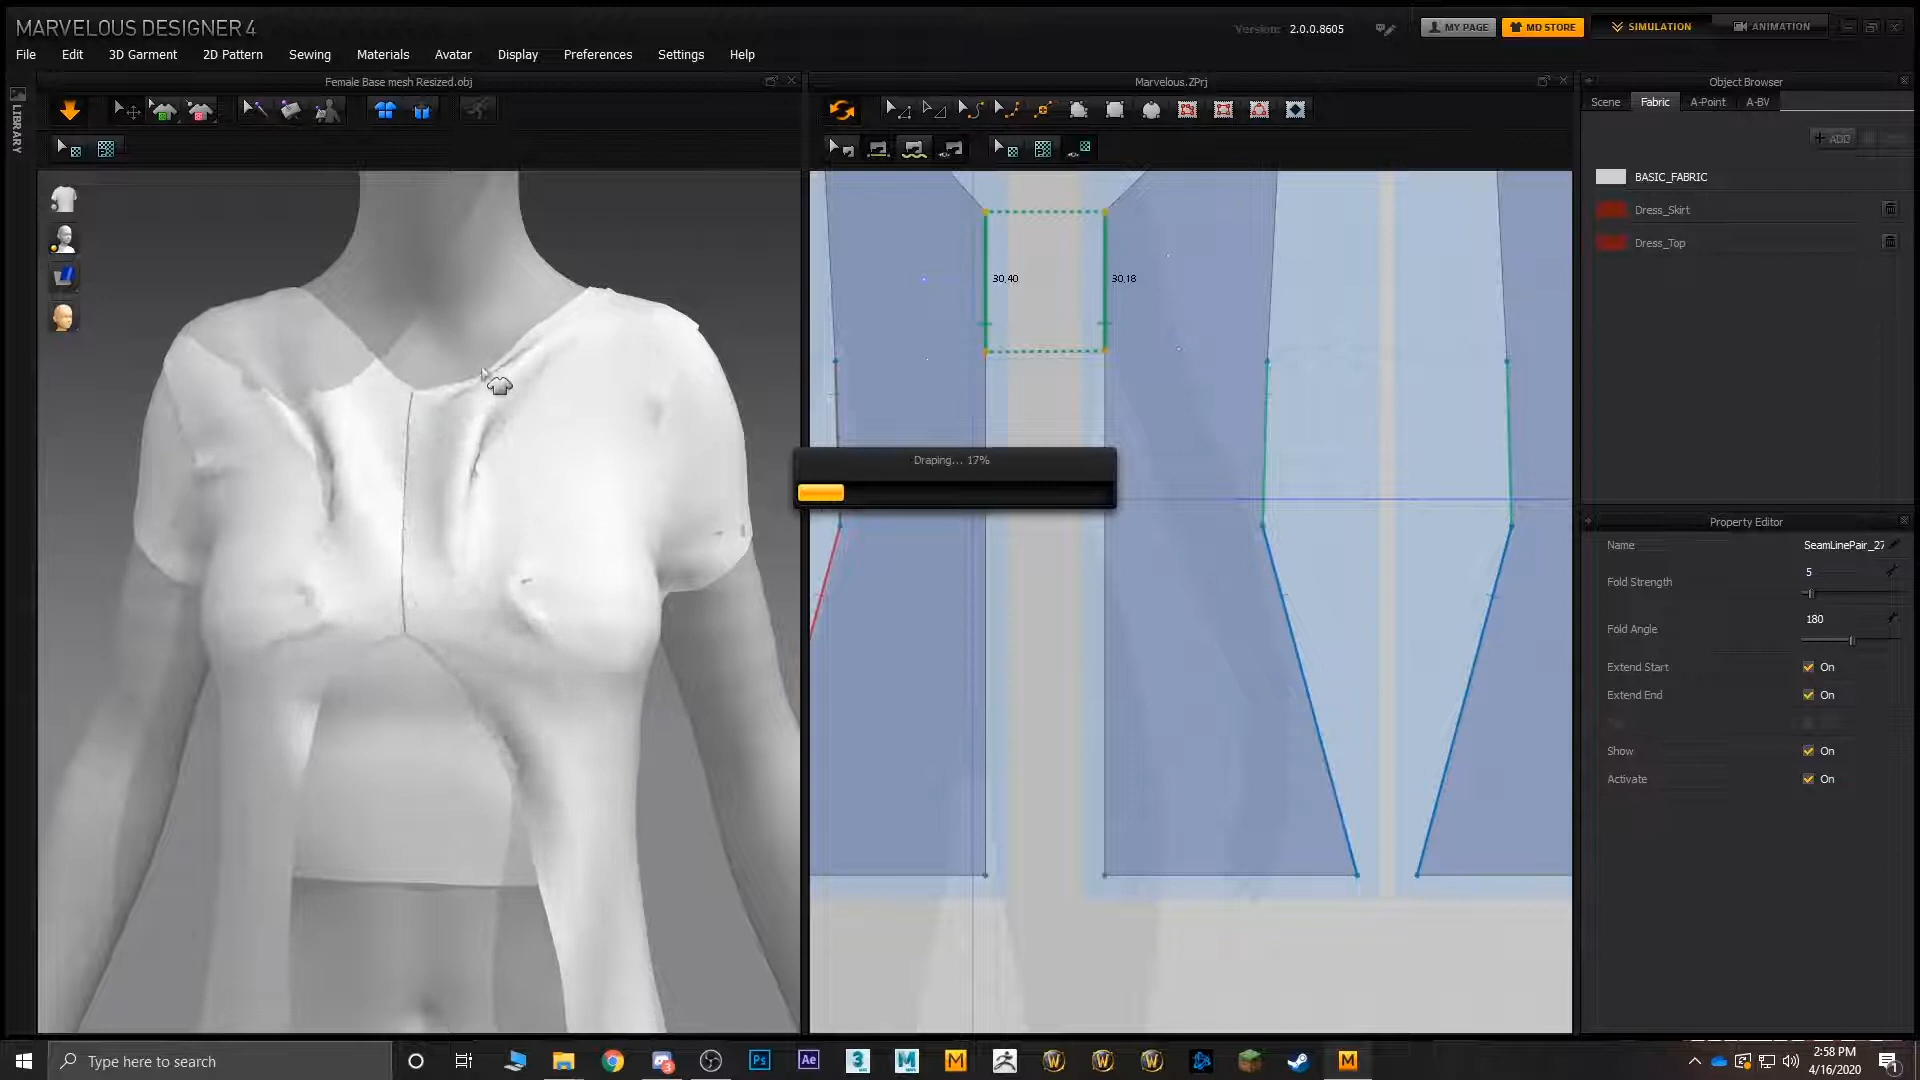 MARVELOUS DESIGNER 4
Version: 2.0.0.8605
MY PAGE
MD STORE
SIMULATION
ANIMATION
File Edit 3D Garment 2D Pattern Sewing Materials Avatar Display Preferences Settings Help
LIBRARY
Female Base mesh Resized.obj
Marvelous.ZPrj
Object Browser
Scene Fabric A-Point A-BV
+ ADD
BASIC_FABRIC
Dress_Skirt
Dress_Top
30.40
30.18
Draping... 17%
Property Editor
Name SeamLinePair_27
Fold Strength 5
Fold Angle 180
Extend Start On
Extend End On
Show On
Activate On
Type here to search
Ps
Ae
3
M
M
W
W
W
M
2:58 PM
4/16/2020